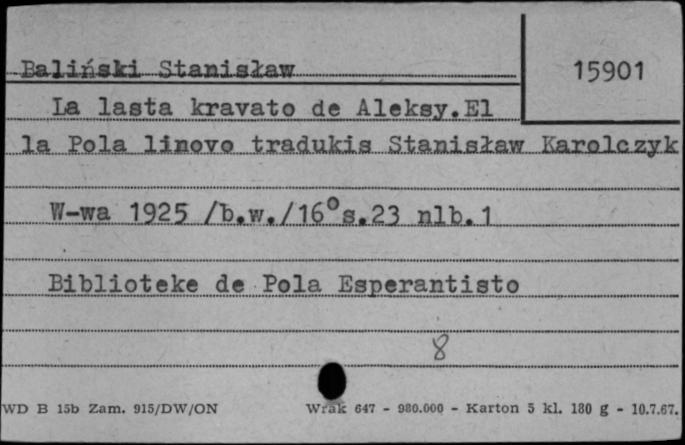 Baliński Stanisław
15901
La lasta kravato de Aleksy.El
la Pola linovo tradukis Stanisław Karolczyk
W-wa 1925 /b.w./16° s.23 nlb.1
Biblioteke de Pola Esperantisto
8
WD B 15b Zam. 915/DW/ON
Wrak 647 - 980.000 - Karton 5 kl. 180 g - 10.7.67.